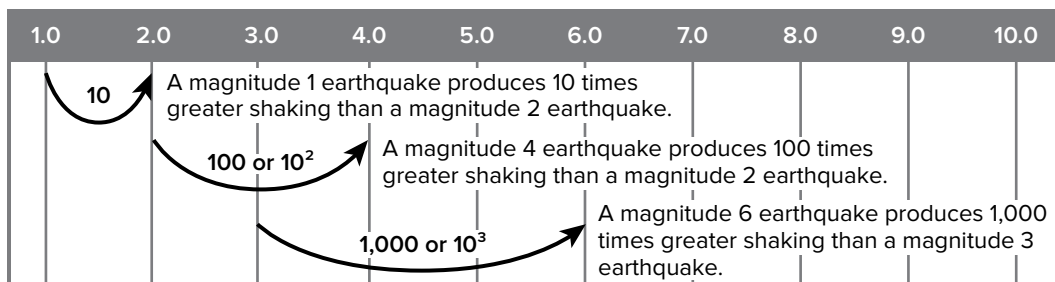 1.0 2.0 3.0 4.0 5.0 6.0 7.0 8.0 9.0 10.0
10
A magnitude 1 earthquake produces 10 times
greater shaking than a magnitude 2 earthquake.
100 or 10²
A magnitude 4 earthquake produces 100 times
greater shaking than a magnitude 2 earthquake.
1,000 or 10³
A magnitude 6 earthquake produces 1,000
times greater shaking than a magnitude 3
earthquake.